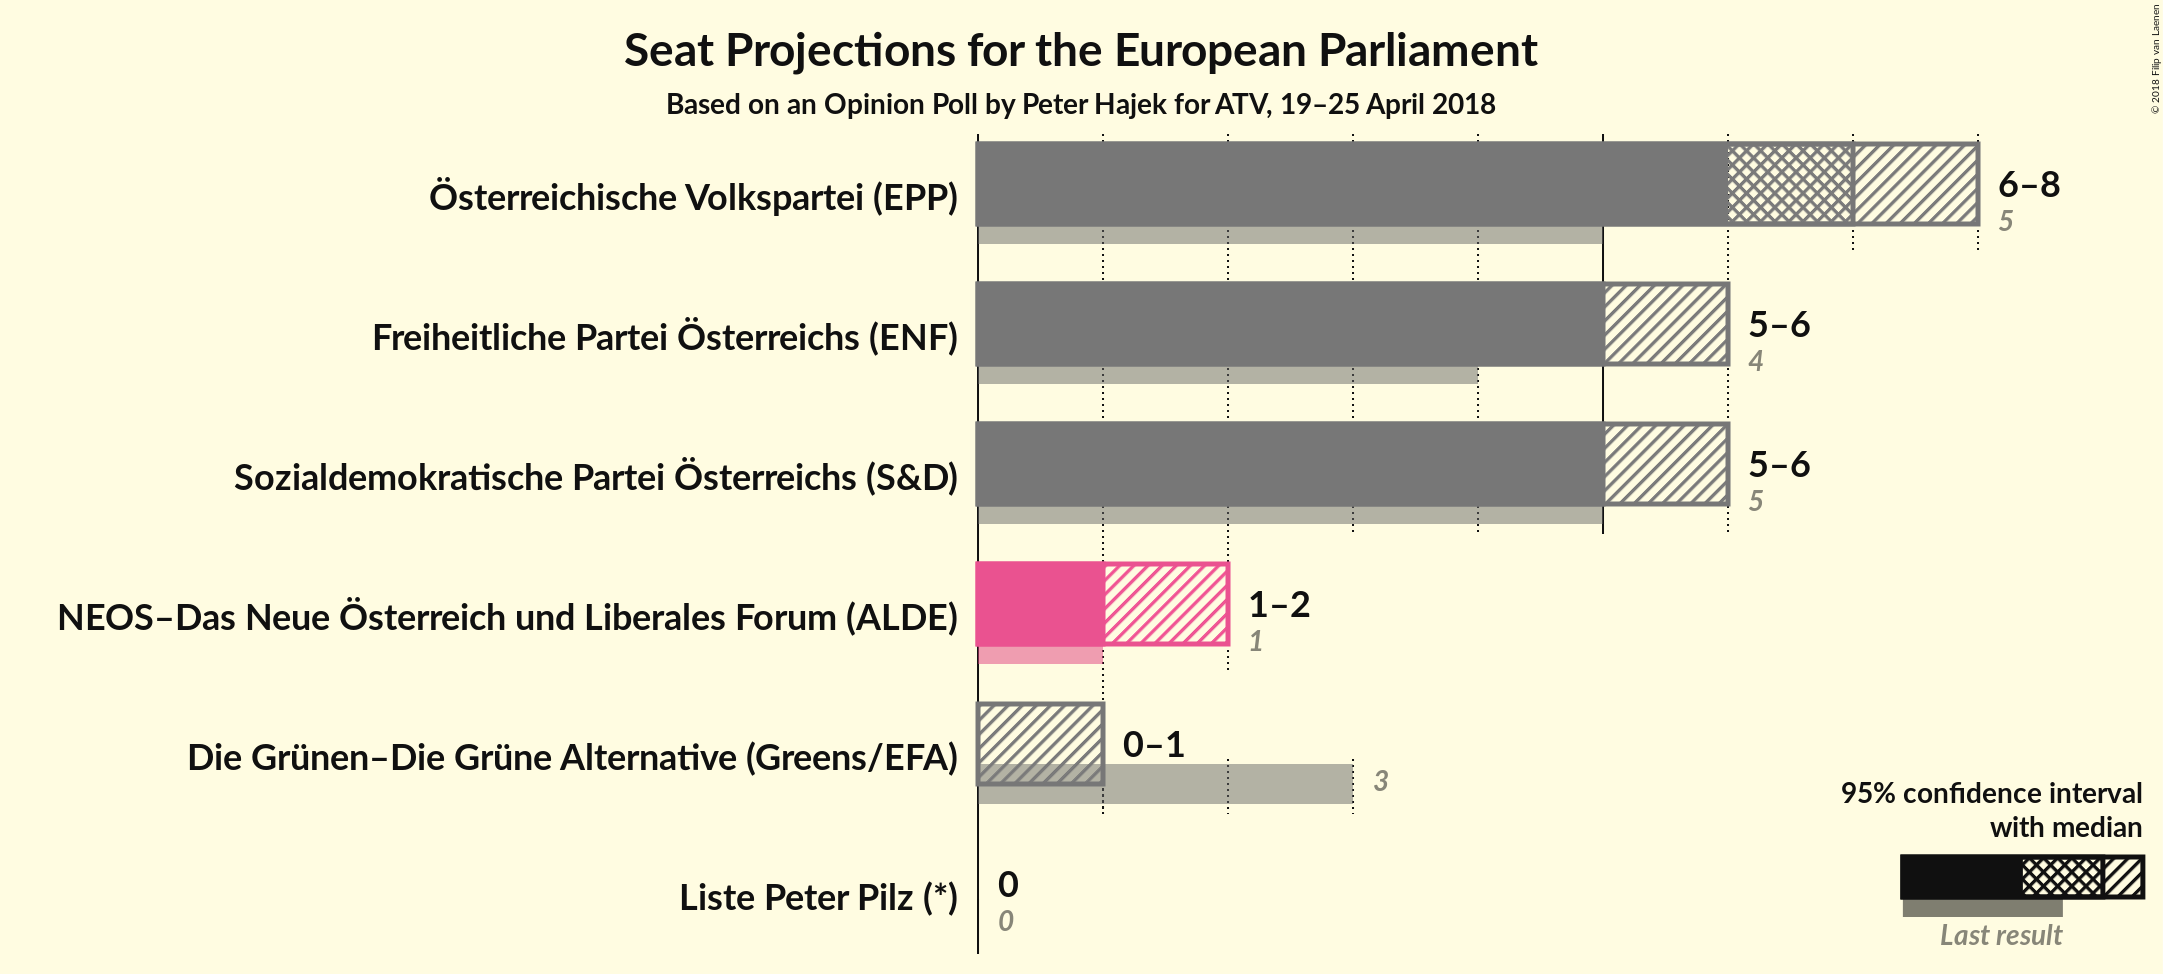 Seat Projections for the European Parliament
Based on an Opinion Poll by Peter Hajek for ATV, 19–25 April 2018
© 2018 Filip van Laenen
Österreichische Volkspartei (EPP)
6–8
5
Freiheitliche Partei Österreichs (ENF)
5–6
4
Sozialdemokratische Partei Österreichs (S&D)
5–6
5
NEOS–Das Neue Österreich und Liberales Forum (ALDE)
1–2
1
Die Grünen–Die Grüne Alternative (Greens/EFA)
0–1
3
Liste Peter Pilz (*)
0
0
95% confidence interval
with median
Last result